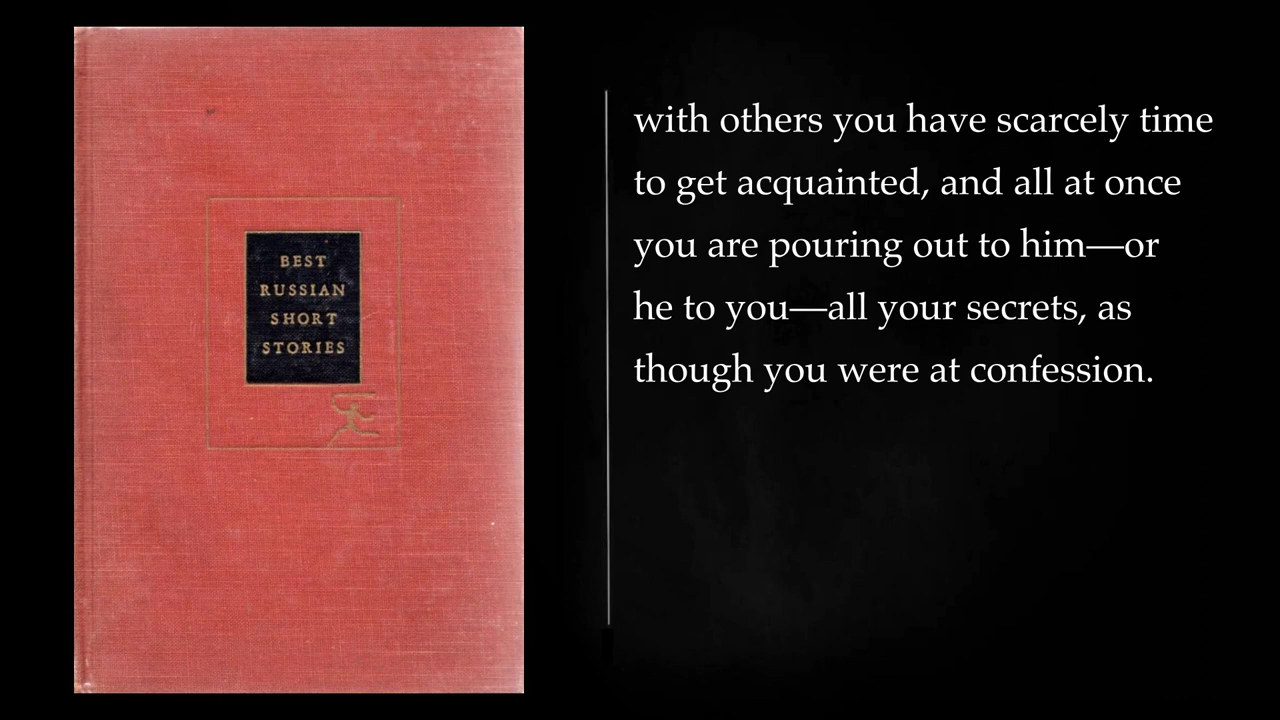 BEST
RUSSIAN
SHORT
STORIES
with others you have scarcely time
to get acquainted, and all at once
you are pouring out to him—or
he to you—all your secrets, as
though you were at confession.